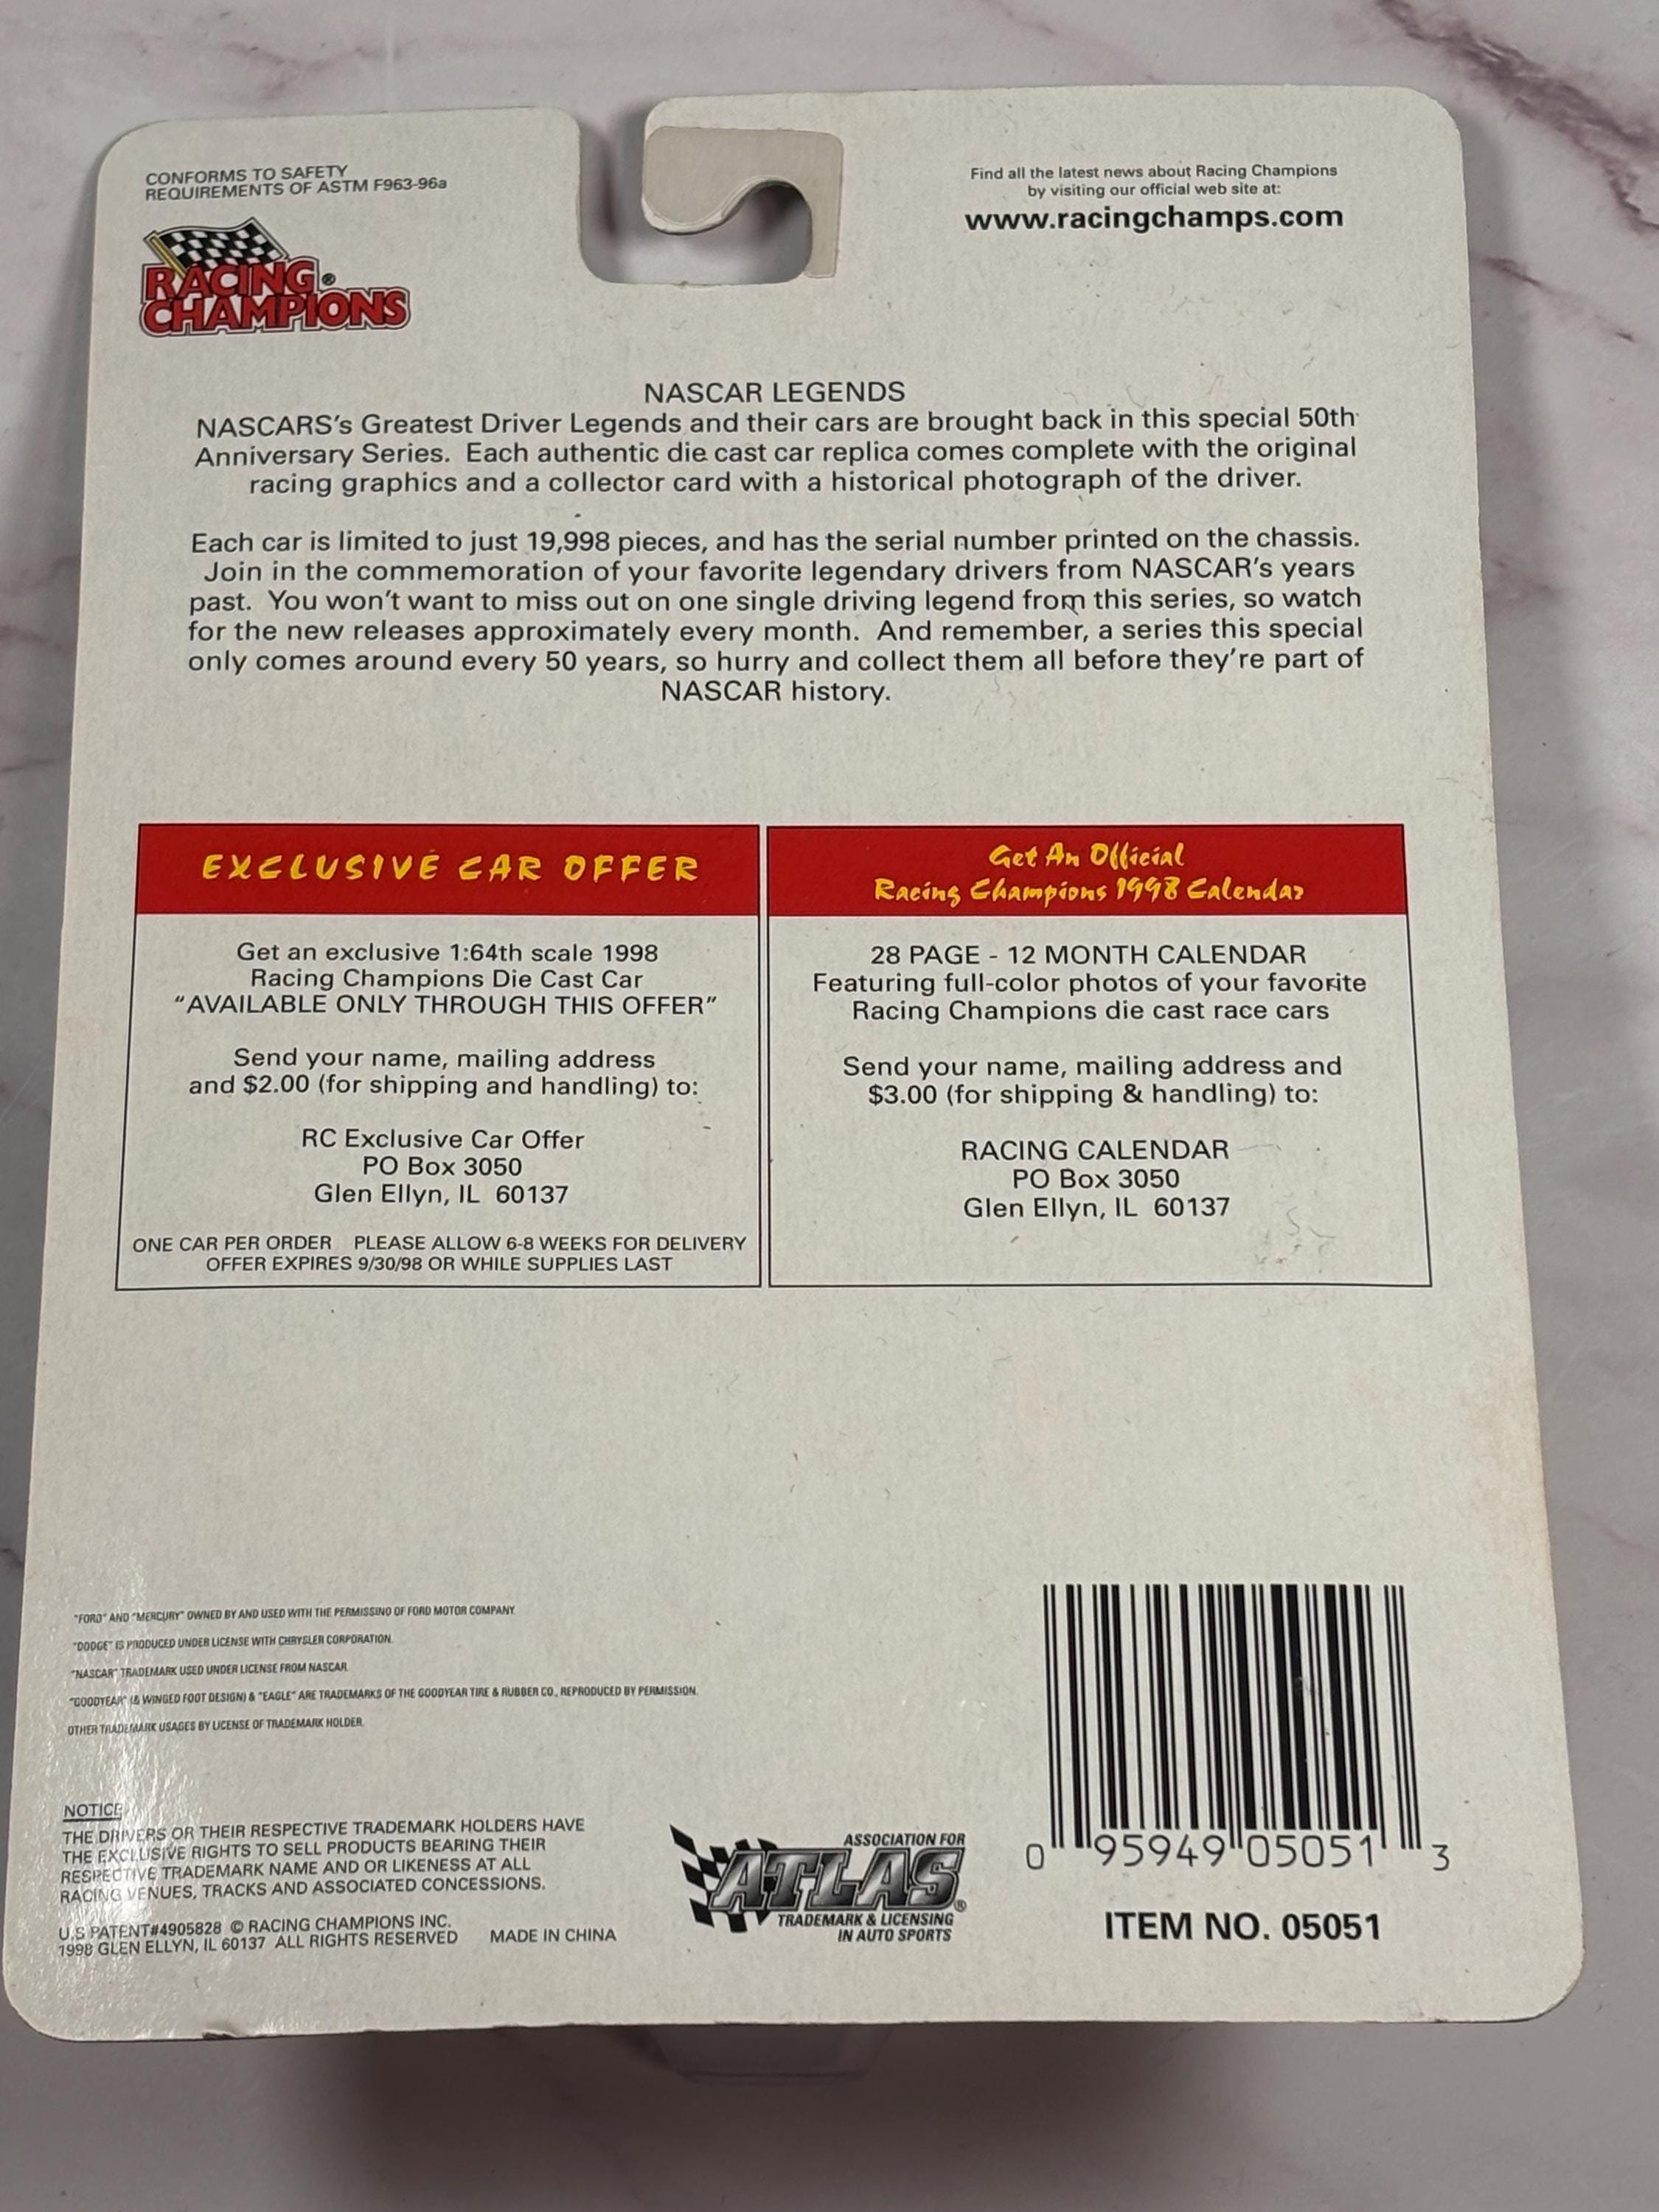 CONFORMS TO SAFETY
REQUIREMENTS OF ASTM F963-96a
RACING®
CHAMPIONS
Find all the latest news about Racing Champions
by visiting our official web site at:
www.racingchamps.com
NASCAR LEGENDS
NASCARS's Greatest Driver Legends and their cars are brought back in this special 50th
Anniversary Series. Each authentic die cast car replica comes complete with the original
racing graphics and a collector card with a historical photograph of the driver.
Each car is limited to just 19,998 pieces, and has the serial number printed on the chassis.
Join in the commemoration of your favorite legendary drivers from NASCAR's years
past. You won't want to miss out on one single driving legend from this series, so watch
for the new releases approximately every month. And remember, a series this special
only comes around every 50 years, so hurry and collect them all before they're part of
NASCAR history.
EXCLUSIVE CAR OFFER
Get an exclusive 1:64th scale 1998
Racing Champions Die Cast Car
"AVAILABLE ONLY THROUGH THIS OFFER"
Send your name, mailing address
and $2.00 (for shipping and handling) to:
RC Exclusive Car Offer
PO Box 3050
Glen Ellyn, IL 60137
ONE CAR PER ORDER PLEASE ALLOW 6-8 WEEKS FOR DELIVERY
OFFER EXPIRES 9/30/98 OR WHILE SUPPLIES LAST
Get An Official
Racing Champions 1998 Calendar
28 PAGE - 12 MONTH CALENDAR
Featuring full-color photos of your favorite
Racing Champions die cast race cars
Send your name, mailing address and
$3.00 (for shipping & handling) to:
RACING CALENDAR
PO Box 3050
Glen Ellyn, IL 60137
"FORD" AND "MERCURY" OWNED BY AND USED WITH THE PERMISSINO OF FORD MOTOR COMPANY.
"DODGE" IS PRODUCED UNDER LICENSE WITH CHRYSLER CORPORATION.
"NASCAR" TRADEMARK USED UNDER LICENSE FROM NASCAR.
"GOODYEAR" (& WINGED FOOT DESIGN) & "EAGLE" ARE TRADEMARKS OF THE GOODYEAR TIRE & RUBBER CO., REPRODUCED BY PERMISSION.
OTHER TRADEMARK USAGES BY LICENSE OF TRADEMARK HOLDER.
NOTICE
THE DRIVERS OR THEIR RESPECTIVE TRADEMARK HOLDERS HAVE
THE EXCLUSIVE RIGHTS TO SELL PRODUCTS BEARING THEIR
RESPECTIVE TRADEMARK NAME AND OR LIKENESS AT ALL
RACING VENUES, TRACKS AND ASSOCIATED CONCESSIONS.
U.S PATENT#4905828 © RACING CHAMPIONS INC.
1998 GLEN ELLYN, IL 60137 ALL RIGHTS RESERVED MADE IN CHINA
ASSOCIATION FOR
ATLAS®
TRADEMARK & LICENSING
IN AUTO SPORTS
0 95949 05051 3
ITEM NO. 05051